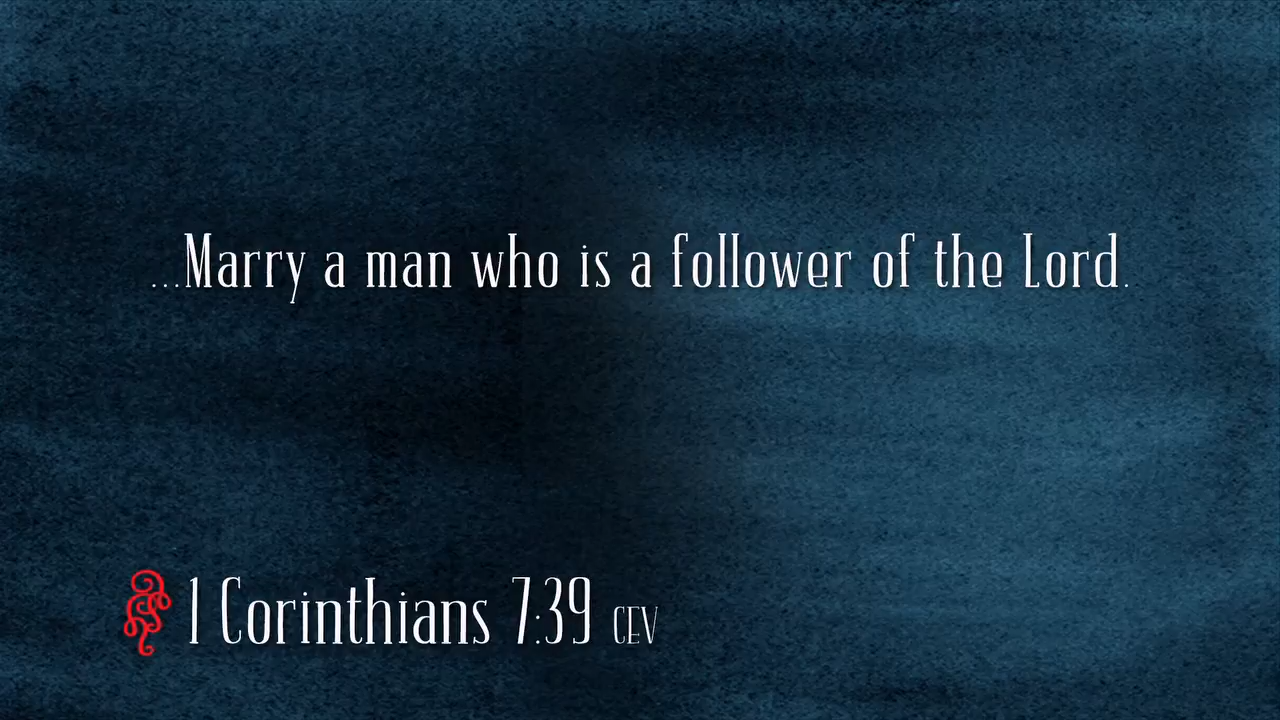 ...Marry a man who is a follower of the Lord.
1 Corinthians 7:39 CEV